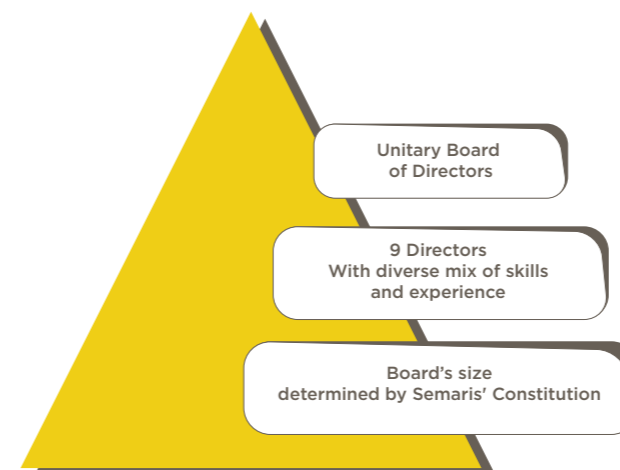 Unitary Board
of Directors
9 Directors
With diverse mix of skills
and experience
Board’s size
determined by Semaris' Constitution